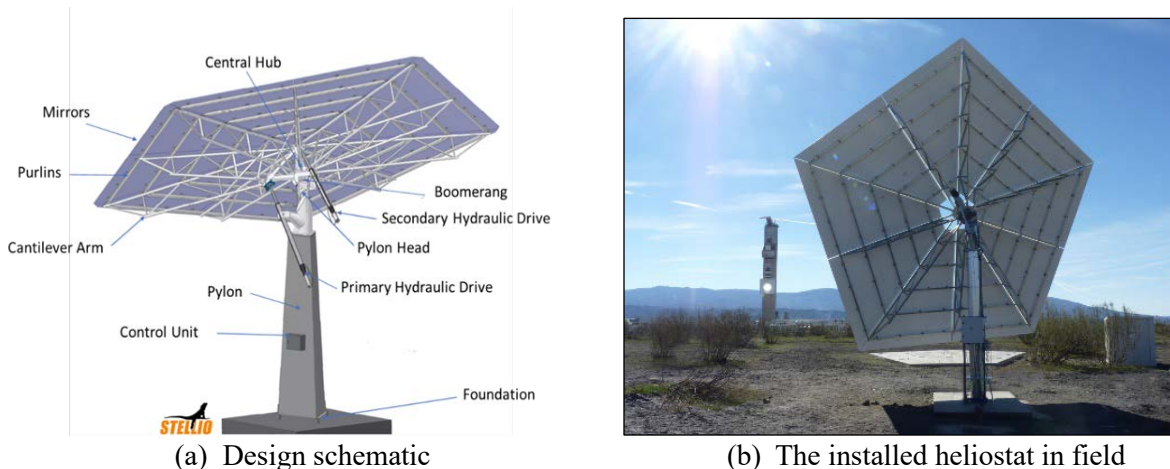 Central Hub
Mirrors
Purlins
Boomerang
Secondary Hydraulic Drive
Cantilever Arm
Pylon Head
Primary Hydraulic Drive
Pylon
Control Unit
Foundation
STELLIO
(a) Design schematic
(b) The installed heliostat in field